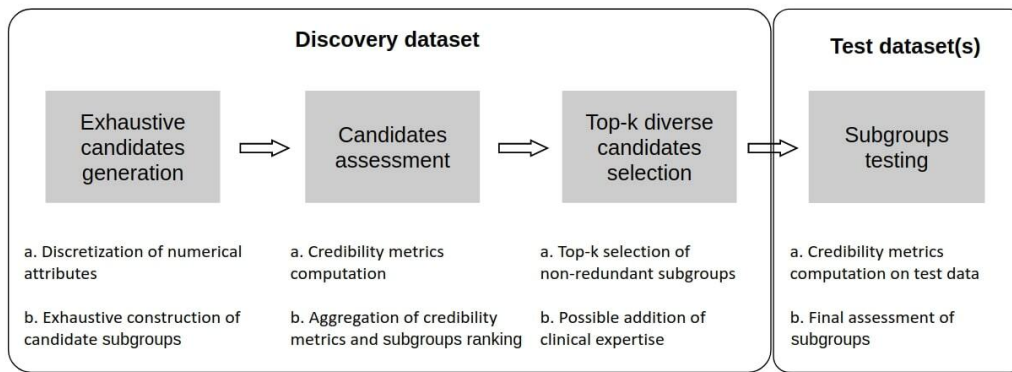 Discovery dataset
Test dataset(s)
Exhaustive
candidates
generation
Candidates
assessment
Top-k diverse
candidates
selection
Subgroups
testing
a. Discretization of numerical
attributes
b. Exhaustive construction of
candidate subgroups
a. Credibility metrics
computation
b. Aggregation of credibility
metrics and subgroups ranking
a. Top-k selection of
non-redundant subgroups
b. Possible addition of
clinical expertise
a. Credibility metrics
computation on test data
b. Final assessment of
subgroups